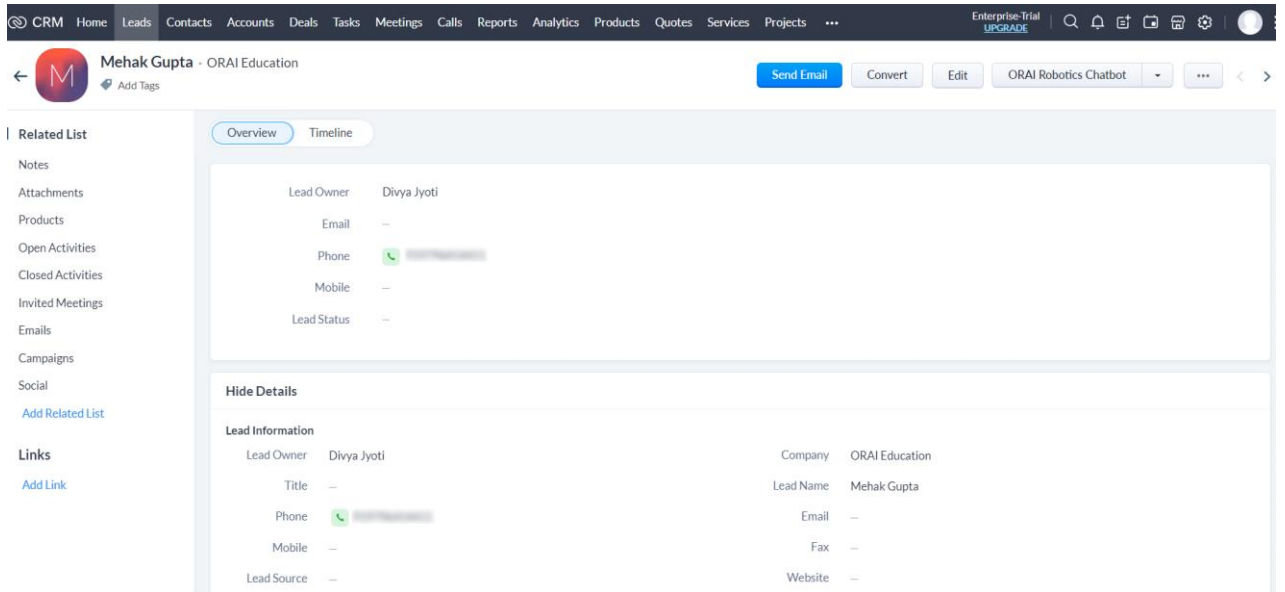 CRM Home Leads Contacts Accounts Deals Tasks Meetings Calls Reports Analytics Products Quotes Services Projects ••• Enterprise-Trial
UPGRADE
M
Mehak Gupta - ORAI Education
Add Tags
Send Email Convert Edit ORAI Robotics Chatbot •••
Related List
Notes
Attachments
Products
Open Activities
Closed Activities
Invited Meetings
Emails
Campaigns
Social
Add Related List
Links
Add Link
Overview Timeline
Lead Owner Divya Jyoti
Email —
Phone
Mobile —
Lead Status —
Hide Details
Lead Information
Lead Owner Divya Jyoti Company ORAI Education
Title — Lead Name Mehak Gupta
Phone Email —
Mobile — Fax —
Lead Source — Website —